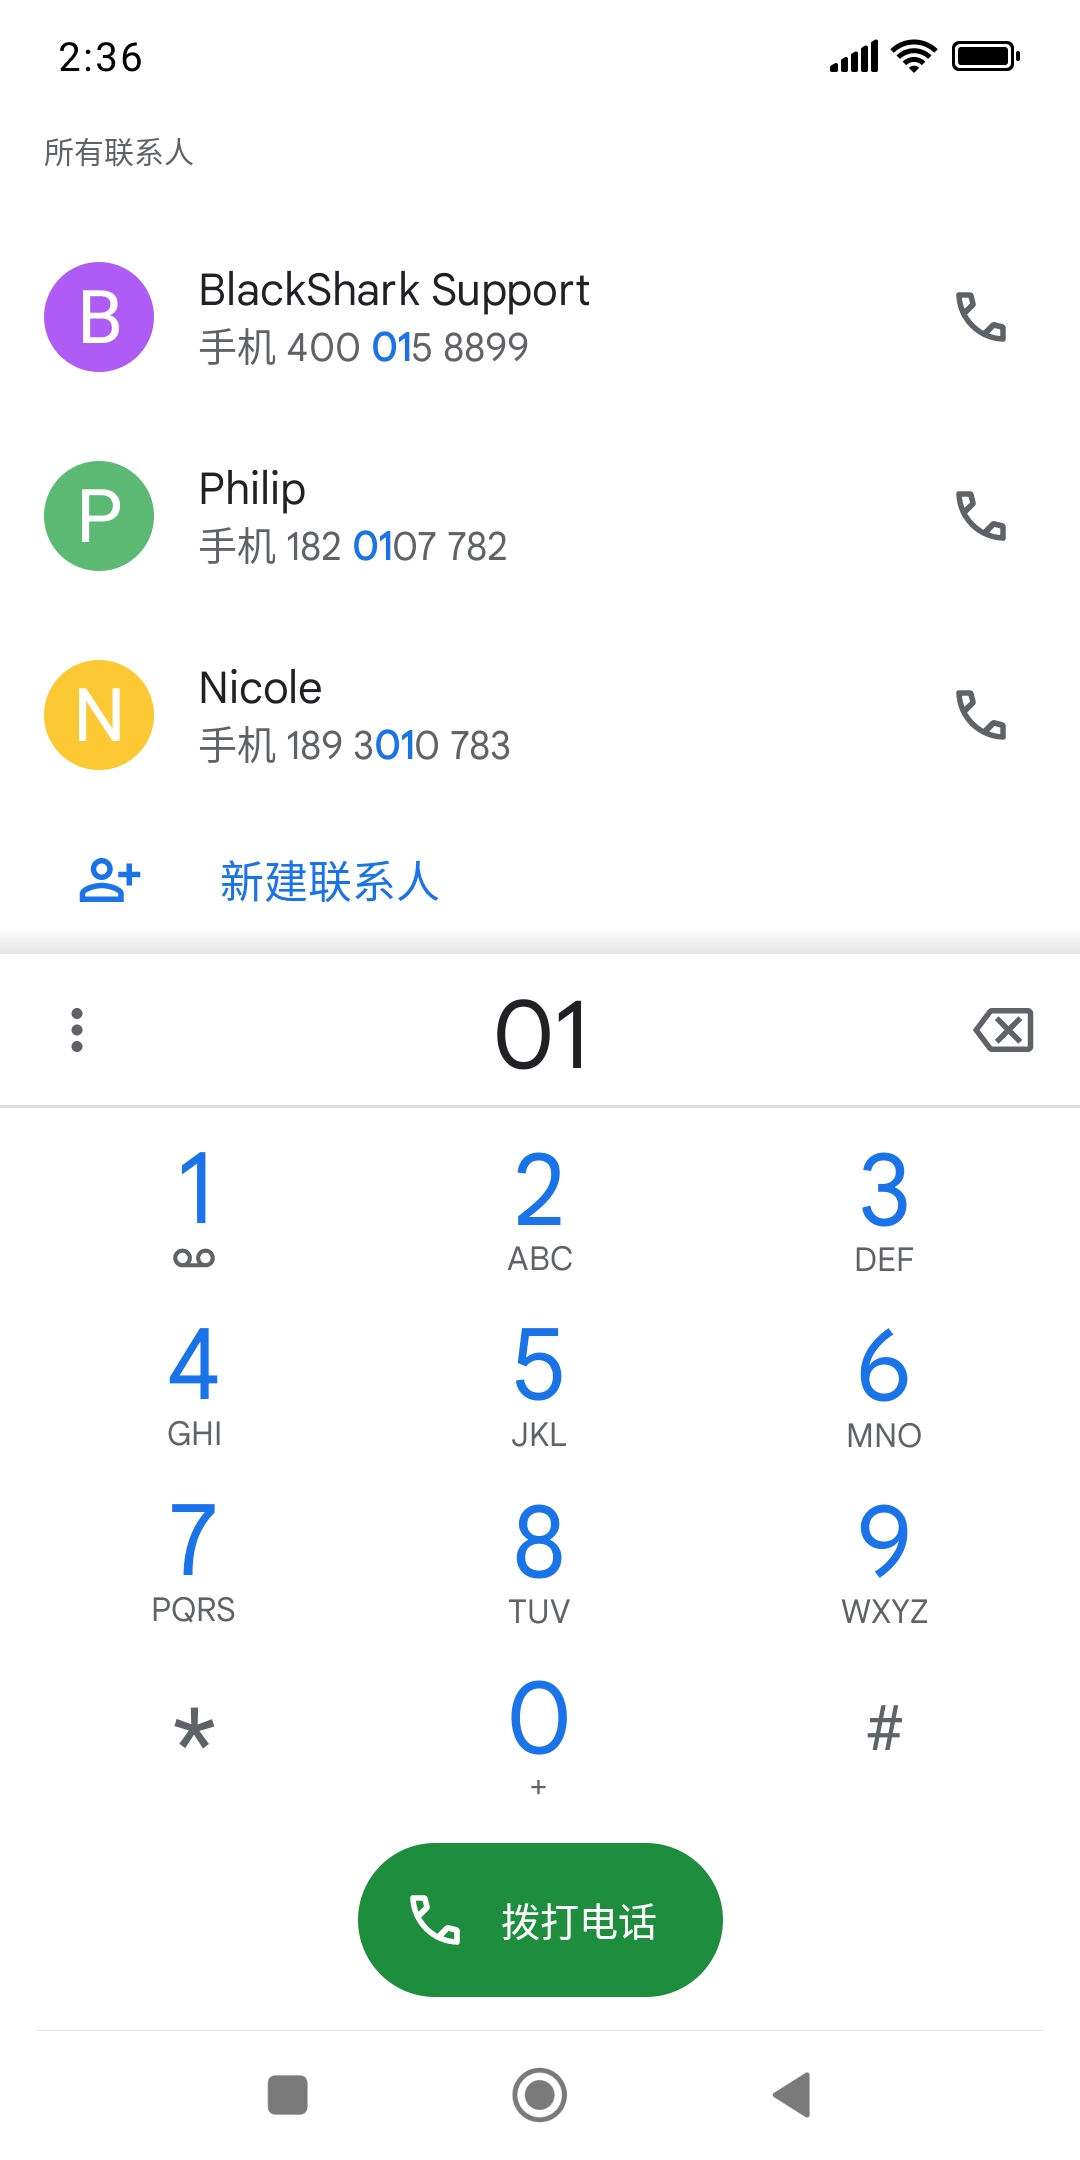 2:36
所有联系人
B
BlackShark Support
手机 400 015 8899
P
Philip
手机 182 0107 782
N
Nicole
手机 189 3010 783
新建联系人
01
1 2 3
ABC DEF
4 5 6
GHI JKL MNO
7 8 9
PQRS TUV WXYZ
* 0 #
+
拨打电话